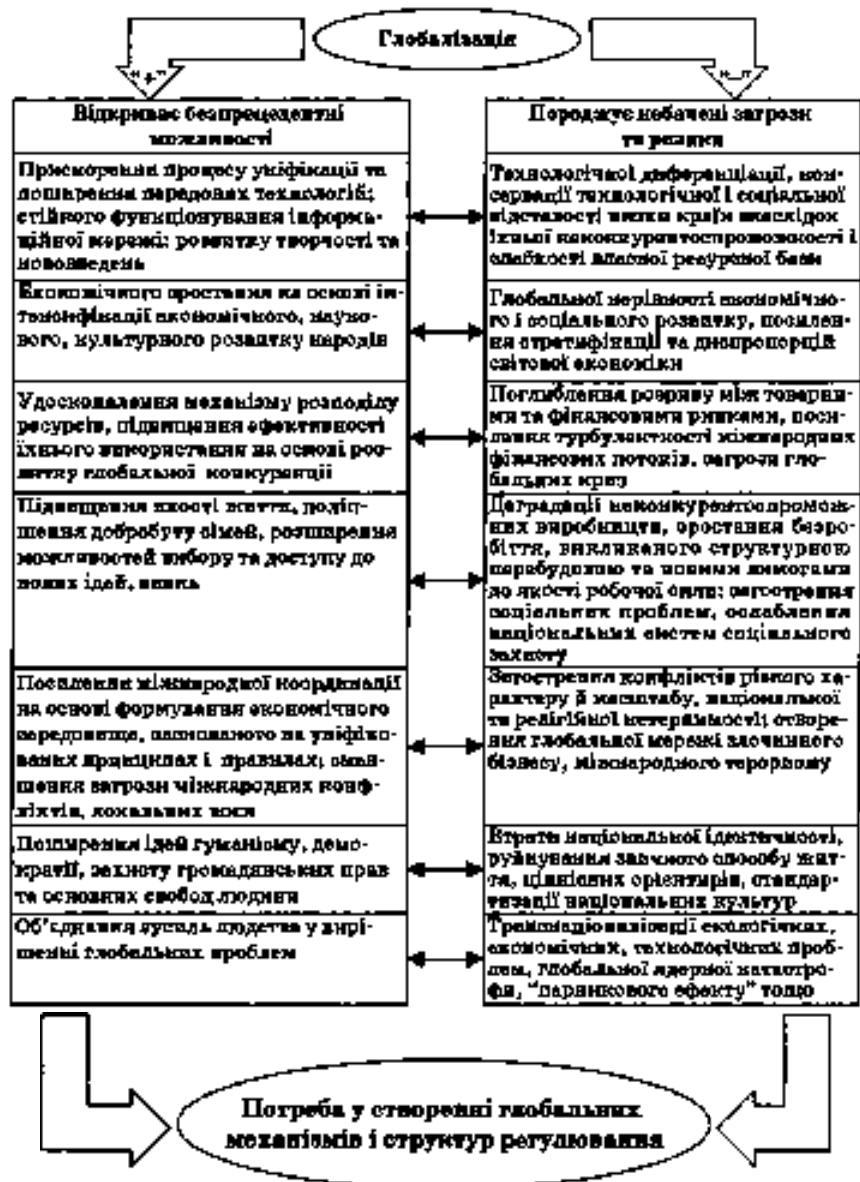 Глобалізація
"+"
"–"
Відкриває безпрецедентні
можливості
Прискорення процесу уніфікації та
поширення передових технологій;
стійкого функціонування інформа-
ційної мережі; розвитку творчості та
нововведень
Економічного зростання на основі ін-
тенсифікації економічного, науко-
вого, культурного розвитку народів
Удосконалення механізму розподілу
ресурсів, підвищення ефективності
їхнього використання на основі роз-
витку глобальної конкуренції
Підвищення якості життя, поліп-
шення добробуту сімей, розширення
можливостей вибору та доступу до
нових ідей, знань
Посилення міжнародної координації
на основі формування економічного
середовища, заснованого на уніфіко-
ваних принципах і правилах; змен-
шення загрози міжнародних конф-
ліктів, локальних воєн
Поширення ідей гуманізму, демо-
кратії, захисту громадянських прав
та основних свобод людини
Об'єднання зусиль людства у вирі-
шенні глобальних проблем
Породжує небачені загрози
та ризики
Технологічної диференціації, кон-
сервації технологічної і соціальної
відсталості низки країн внаслідок
їхньої неконкурентоспроможності і
слабкості власної ресурсної бази
Глобальної нерівності економічно-
го і соціального розвитку, посилен-
ня стратифікації та диспропорцій
світової економіки
Поглиблення розриву між товарни-
ми та фінансовими ринками, поси-
лення турбулентності міжнародних
фінансових потоків, загрози гло-
бальних криз
Деградації неконкурентоспромож-
них виробництв, зростання безро-
біття, викликаного структурною
перебудовою та новими вимогами
до якості робочої сили; загострення
соціальних проблем, ослаблення
національних систем соціального
захисту
Загострення конфліктів різного ха-
рактеру й масштабу, національної
та релігійної нетерпимості; створен-
ня глобальної мережі злочинного
бізнесу, міжнародного тероризму
Втрати національної ідентичності,
руйнування звичного способу жит-
тя, ціннісних орієнтирів, стандар-
тизації національних культур
Транснаціоналізації екологічних,
економічних, технологічних проб-
лем, глобальної ядерної катастро-
фи, "парникового ефекту" тощо
Потреба у створенні глобальних
механізмів і структур регулювання